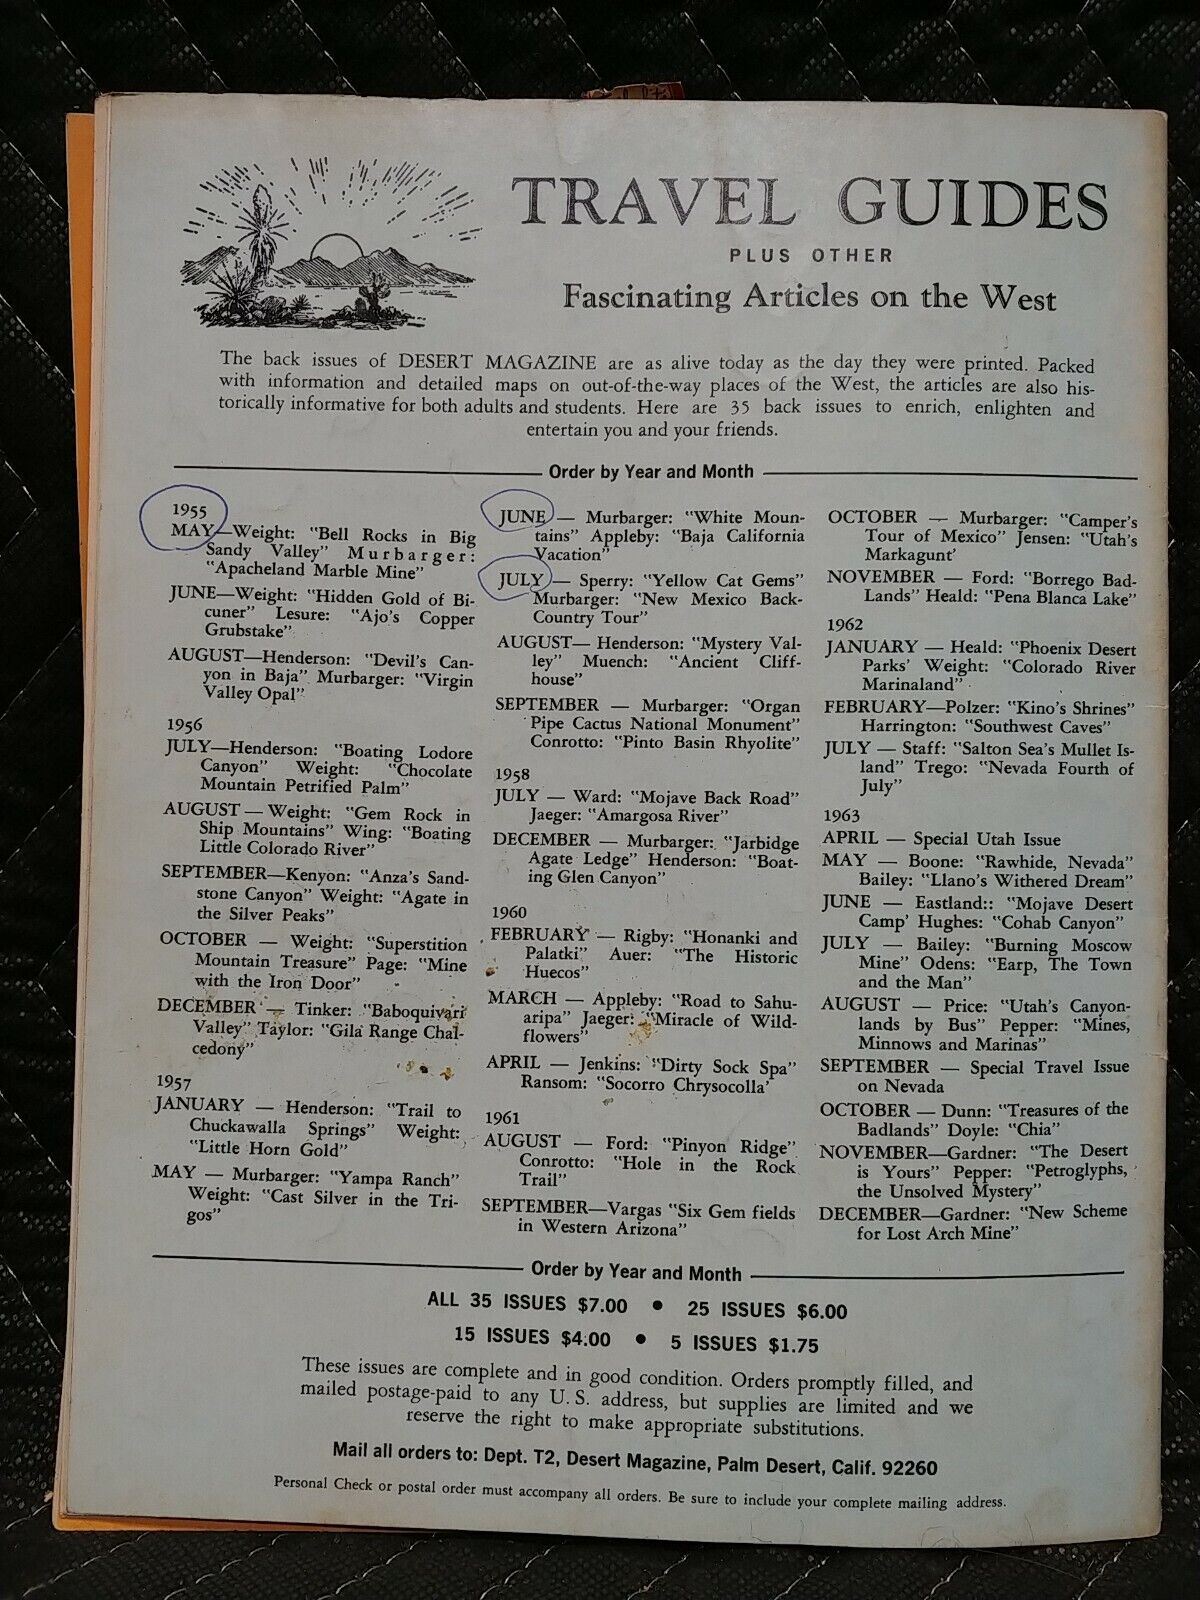 TRAVEL GUIDES
PLUS OTHER
Fascinating Articles on the West
The back issues of DESERT MAGAZINE are as alive today as the day they were printed. Packed
with information and detailed maps on out-of-the-way places of the West, the articles are also his-
torically informative for both adults and students. Here are 35 back issues to enrich, enlighten and
entertain you and your friends.
Order by Year and Month
1955
MAY—Weight: "Bell Rocks in Big
Sandy Valley" Murbarger:
"Apacheland Marble Mine"
JUNE—Weight: "Hidden Gold of Bi-
cuner" Lesure: "Ajo's Copper
Grubstake"
AUGUST—Henderson: "Devil's Can-
yon in Baja" Murbarger: "Virgin
Valley Opal"
1956
JULY—Henderson: "Boating Lodore
Canyon" Weight: "Chocolate
Mountain Petrified Palm"
AUGUST — Weight: "Gem Rock in
Ship Mountains" Wing: "Boating
Little Colorado River"
SEPTEMBER—Kenyon: "Anza's Sand-
stone Canyon" Weight: "Agate in
the Silver Peaks"
OCTOBER — Weight: "Superstition
Mountain Treasure" Page: "Mine
with the Iron Door"
DECEMBER — Tinker: "Baboquivari
Valley" Taylor: "Gila Range Chal-
cedony"
1957
JANUARY — Henderson: "Trail to
Chuckawalla Springs" Weight:
"Little Horn Gold"
MAY — Murbarger: "Yampa Ranch"
Weight: "Cast Silver in the Tri-
gos"
JUNE — Murbarger: "White Moun-
tains" Appleby: "Baja California
Vacation"
JULY — Sperry: "Yellow Cat Gems"
Murbarger: "New Mexico Back-
Country Tour"
AUGUST— Henderson: "Mystery Val-
ley" Muench: "Ancient Cliff-
house"
SEPTEMBER — Murbarger: "Organ
Pipe Cactus National Monument"
Conrotto: "Pinto Basin Rhyolite"
1958
JULY — Ward: "Mojave Back Road"
Jaeger: "Amargosa River"
DECEMBER — Murbarger: "Jarbidge
Agate Ledge" Henderson: "Boat-
ing Glen Canyon"
1960
FEBRUARY — Rigby: "Honanki and
Palatki" Auer: "The Historic
Huecos"
MARCH — Appleby: "Road to Sahu-
aripa" Jaeger: "Miracle of Wild-
flowers"
APRIL — Jenkins: "Dirty Sock Spa"
Ransom: "Socorro Chrysocolla'
1961
AUGUST — Ford: "Pinyon Ridge"
Conrotto: "Hole in the Rock
Trail"
SEPTEMBER—Vargas "Six Gem fields
in Western Arizona"
OCTOBER — Murbarger: "Camper's
Tour of Mexico" Jensen: "Utah's
Markagunt'
NOVEMBER — Ford: "Borrego Bad-
Lands" Heald: "Pena Blanca Lake"
1962
JANUARY — Heald: "Phoenix Desert
Parks' Weight: "Colorado River
Marinaland"
FEBRUARY—Polzer: "Kino's Shrines"
Harrington: "Southwest Caves"
JULY — Staff: "Salton Sea's Mullet Is-
land" Trego: "Nevada Fourth of
July"
1963
APRIL — Special Utah Issue
MAY — Boone: "Rawhide, Nevada"
Bailey: "Llano's Withered Dream"
JUNE — Eastland:: "Mojave Desert
Camp' Hughes: "Cohab Canyon"
JULY — Bailey: "Burning Moscow
Mine" Odens: "Earp, The Town
and the Man"
AUGUST — Price: "Utah's Canyon-
lands by Bus" Pepper: "Mines,
Minnows and Marinas"
SEPTEMBER — Special Travel Issue
on Nevada
OCTOBER — Dunn: "Treasures of the
Badlands" Doyle: "Chia"
NOVEMBER—Gardner: "The Desert
is Yours" Pepper: "Petroglyphs,
the Unsolved Mystery"
DECEMBER—Gardner: "New Scheme
for Lost Arch Mine"
Order by Year and Month
ALL 35 ISSUES $7.00 • 25 ISSUES $6.00
15 ISSUES $4.00 • 5 ISSUES $1.75
These issues are complete and in good condition. Orders promptly filled, and
mailed postage-paid to any U. S. address, but supplies are limited and we
reserve the right to make appropriate substitutions.
Mail all orders to: Dept. T2, Desert Magazine, Palm Desert, Calif. 92260
Personal Check or postal order must accompany all orders. Be sure to include your complete mailing address.